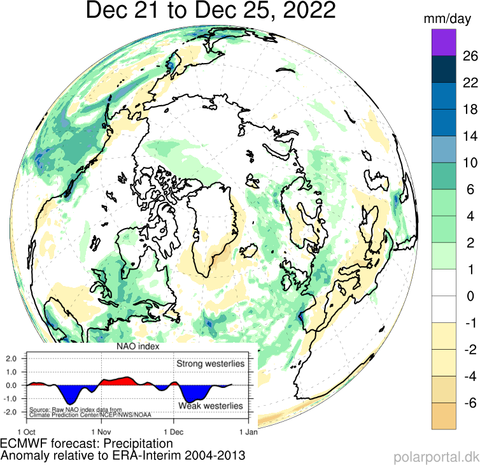 Dec 21 to Dec 25, 2022
mm/day
26
22
18
14
10
6
4
2
1
0
-1
-2
-4
-6
NAO index
2.0
1.0
0.0
-1.0
-2.0
Strong westerlies
Weak westerlies
Source: Raw NAO index data from
Climate Prediction Center/NCEP/NWS/NOAA
1 Oct
1 Nov
1 Dec
1 Jan
ECMWF forecast: Precipitation
Anomaly relative to ERA-Interim 2004-2013
polarportal.dk